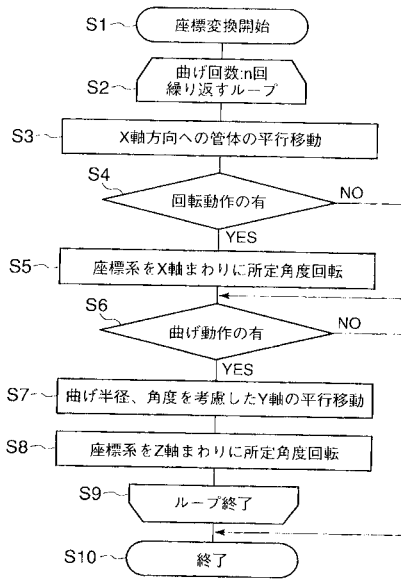 S1
座標変換開始
S2
曲げ回数:n回
繰り返すループ
S3
X軸方向への管体の平行移動
S4
回転動作の有
NO
YES
S5
座標系をX軸まわりに所定角度回転
S6
曲げ動作の有
NO
YES
S7
曲げ半径、角度を考慮したY軸の平行移動
S8
座標系をZ軸まわりに所定角度回転
S9
ループ終了
S10
終了